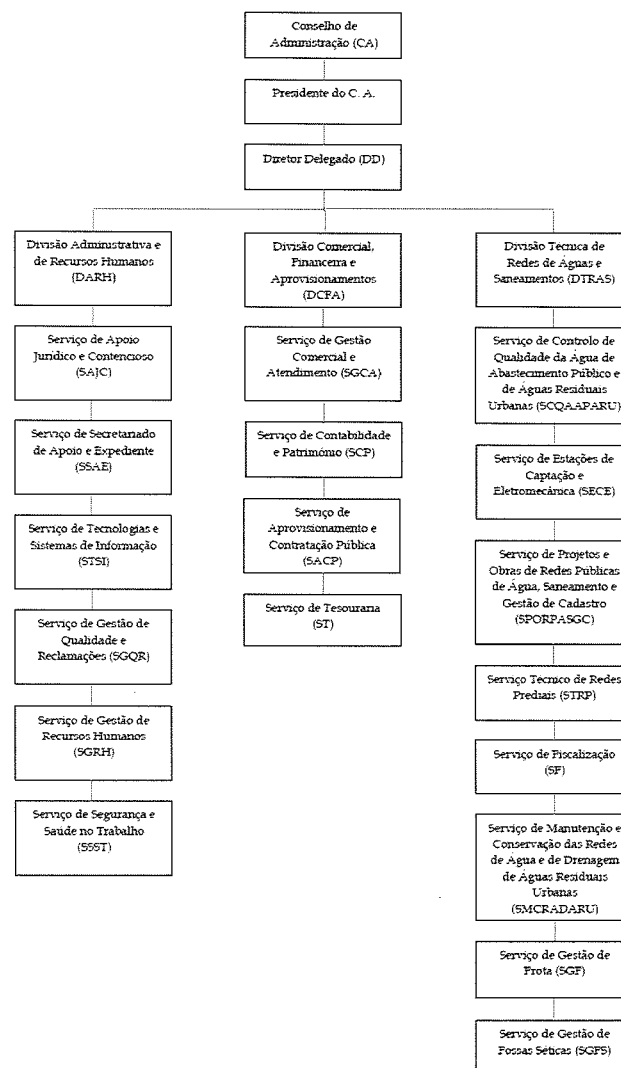 Conselho de
Administração (CA)
Presidente do C. A.
Diretor Delegado (DD)
Divisão Administrativa e
de Recursos Humanos
(DARH)
Serviço de Apoio
Jurídico e Contencioso
(SAJC)
Serviço de Secretariado
de Apoio e Expediente
(SSAE)
Serviço de Tecnologias e
Sistemas de Informação
(STSI)
Serviço de Gestão de
Qualidade e
Reclamações (SGQR)
Serviço de Gestão de
Recursos Humanos
(SGRH)
Serviço de Segurança e
Saúde no Trabalho
(SSST)
Divisão Comercial,
Financeira e
Aprovisionamentos
(DCFA)
Serviço de Gestão
Comercial e
Atendimento (SGCA)
Serviço de Contabilidade
e Património (SCP)
Serviço de
Aprovisionamento e
Contratação Pública
(SACP)
Serviço de Tesouraria
(ST)
Divisão Técnica de
Redes de Águas e
Saneamentos (DTRAS)
Serviço de Controlo de
Qualidade da Água de
Abastecimento Público e
de Águas Residuais
Urbanas (SCQAAPARU)
Serviço de Estações de
Captação e
Eletromecânica (SECE)
Serviço de Projetos e
Obras de Redes Públicas
de Água, Saneamento e
Gestão de Cadastro
(SPORPASGC)
Serviço Técnico de Redes
Prediais (STRP)
Serviço de Fiscalização
(SF)
Serviço de Manutenção e
Conservação das Redes
de Água e de Drenagem
de Águas Residuais
Urbanas
(SMCRADARU)
Serviço de Gestão de
Frota (SGF)
Serviço de Gestão de
Fossas Séticas (SGFS)